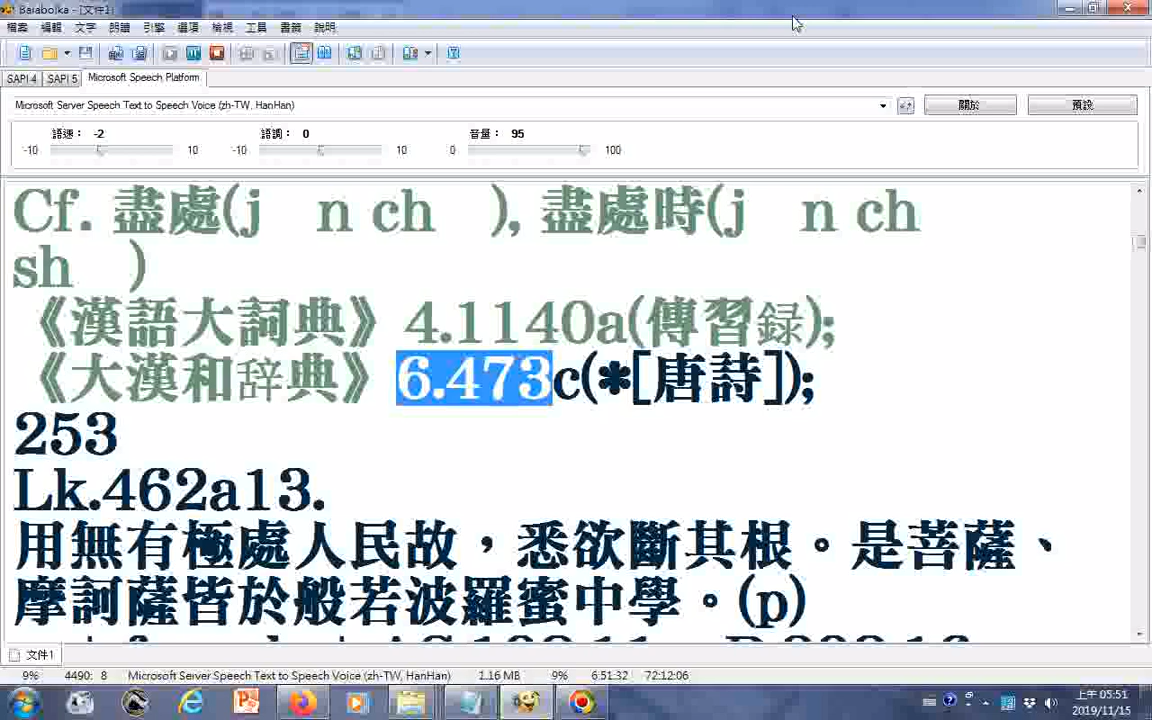 Balabolka - [文件1]
檔案 編輯 文字 朗讀 引擎 選項 檢視 工具 書籤 說明
SAPI 4 SAPI 5 Microsoft Speech Platform
Microsoft Server Speech Text to Speech Voice (zh-TW, HanHan) 關於 預設
語速： -2 語調： 0 音量： 95
-10 10 -10 10 0 100
Cf. 盡處(j n ch ), 盡處時(j n ch
sh )
《漢語大詞典》 4.1140a(傳習録);
《大漢和辞典》 6.473c(✱[唐詩]);
253
Lk.462a13.
用無有極處人民故，悉欲斷其根。是菩薩、
摩訶薩皆於般若波羅蜜中學。(p)
文件1
9% 4490: 8 Microsoft Server Speech Text to Speech Voice (zh-TW, HanHan) 1.16 MB 9% 6:51:32 72:12:06
上午 05:51
2019/11/15